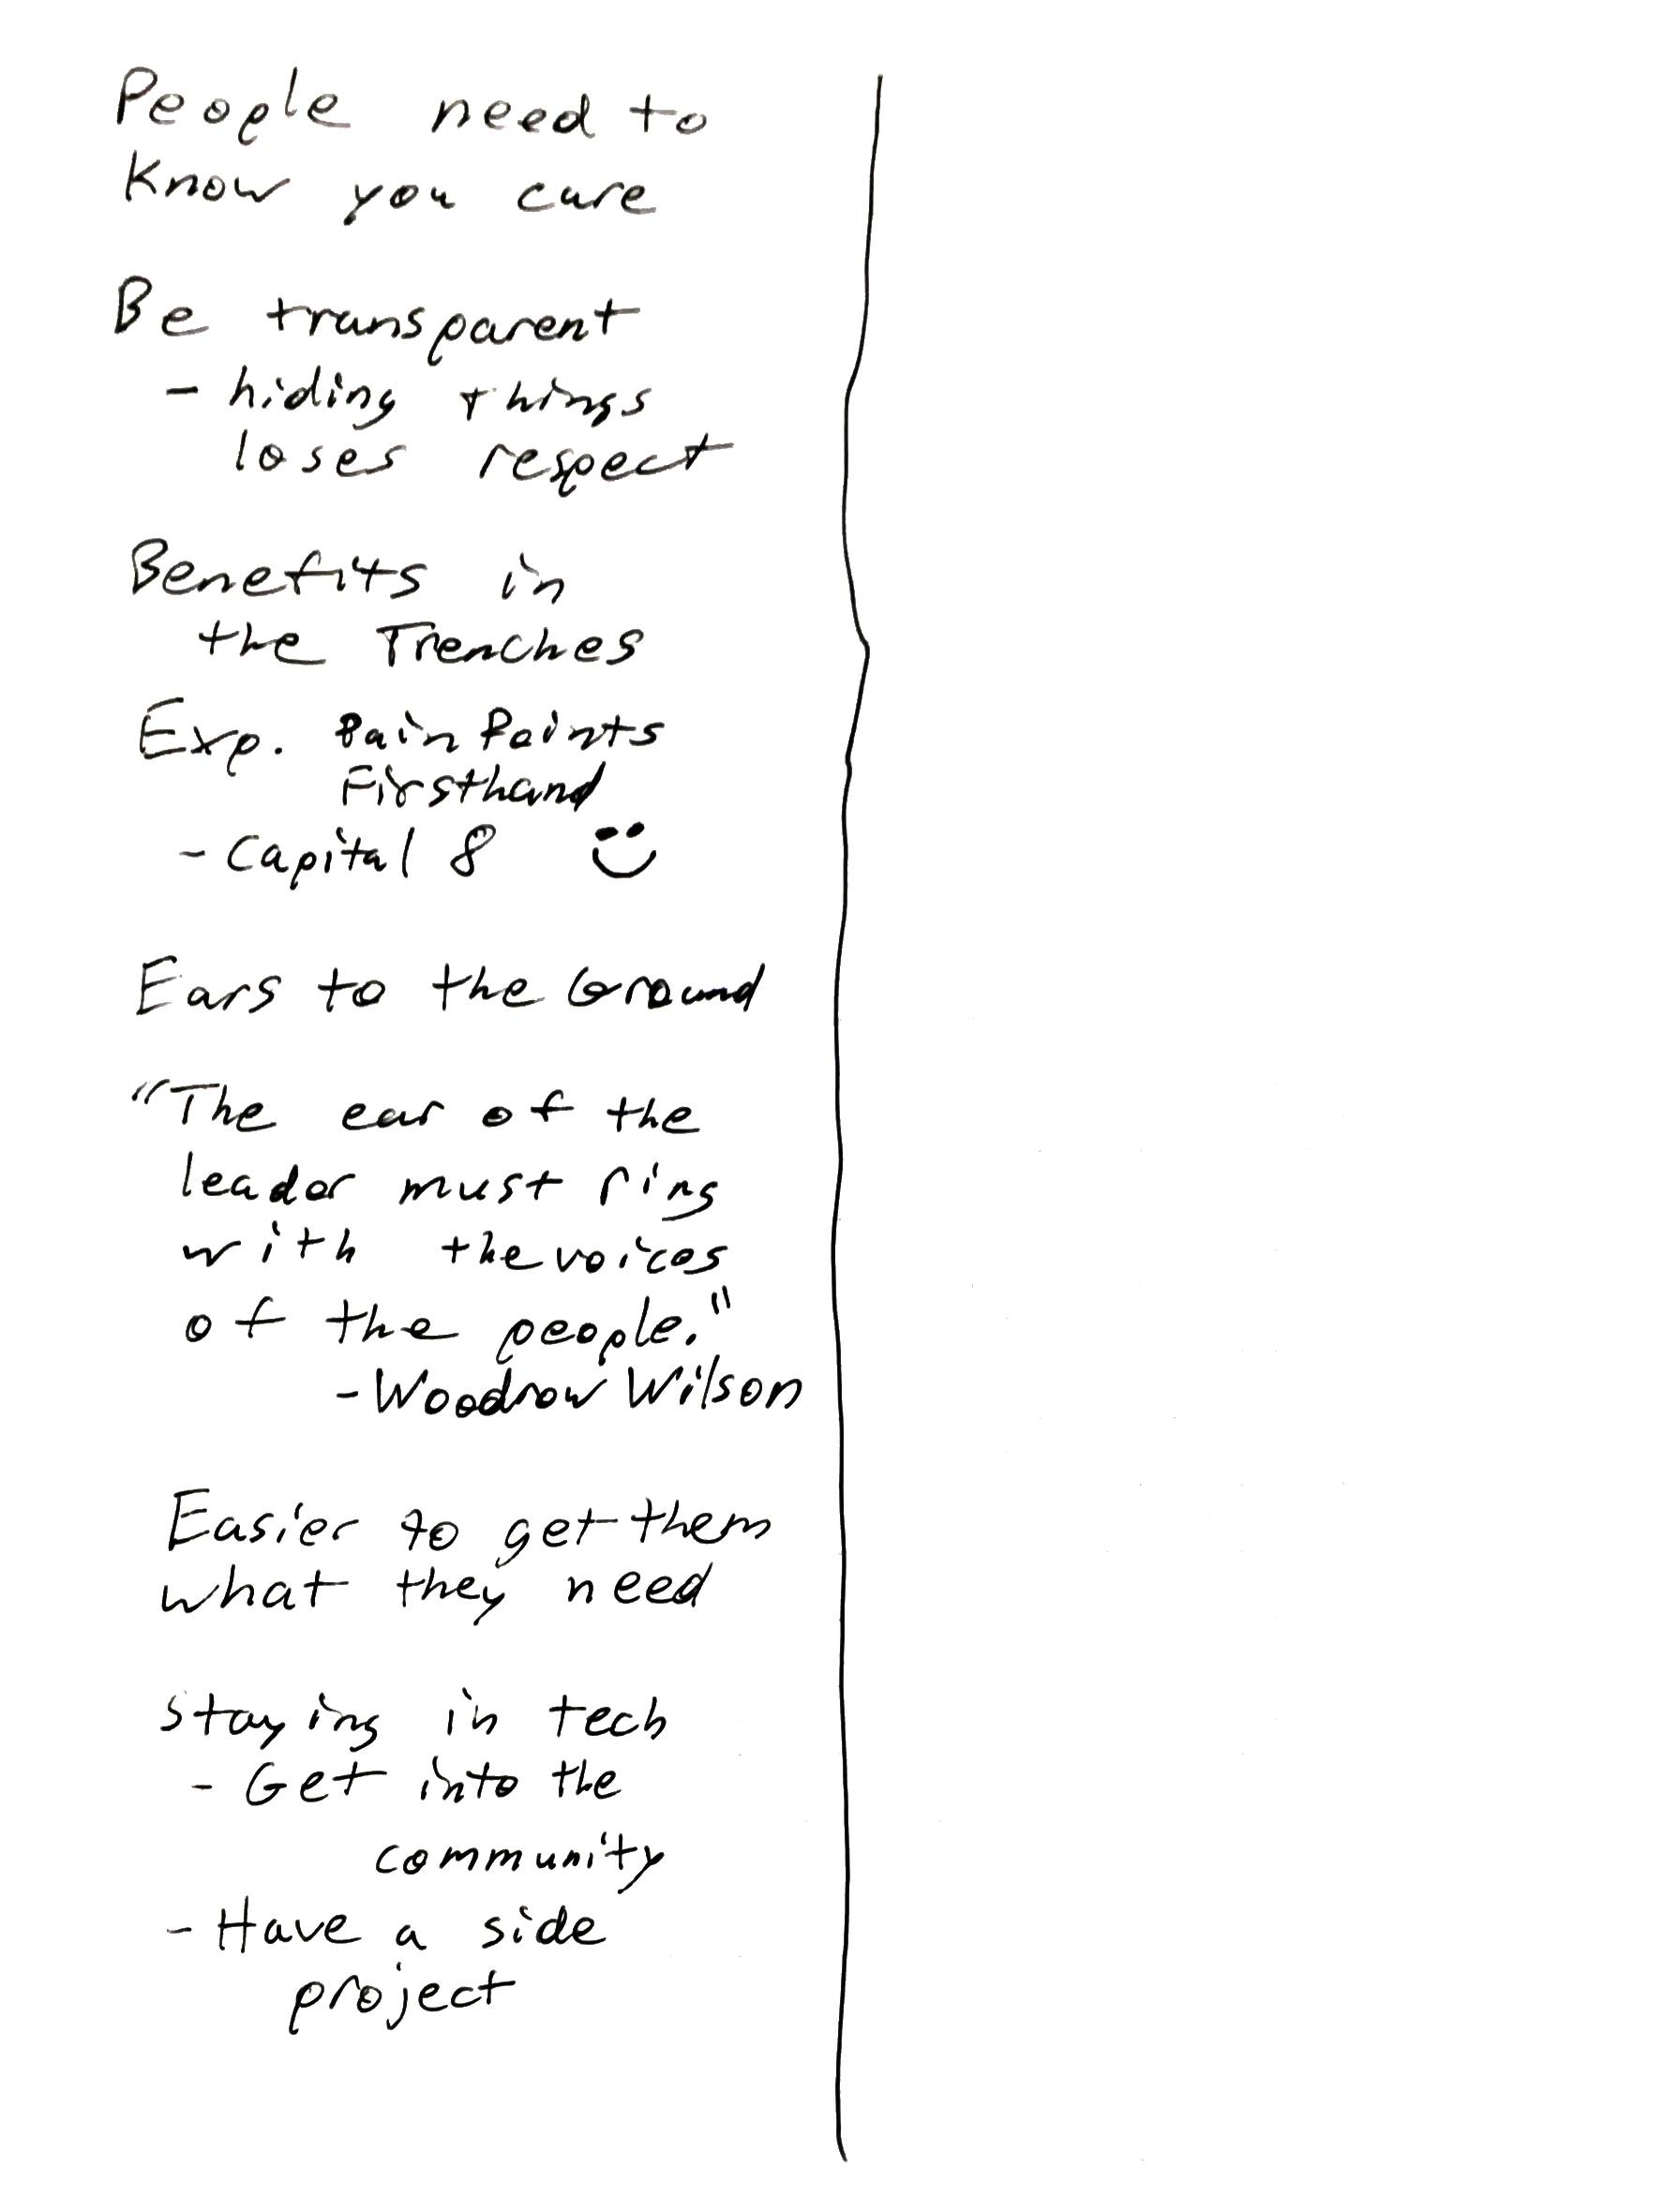 People need to
Know you care
Be transparent
- hiding things
loses respect
Benefits in
the Trenches
Exp. Pain Points
Firsthand
- Capital 8
Ears to the Ground
"The ear of the
leader must ring
with the voices
of the people."
- Woodrow Wilson
Easier to get them
what they need
Staying in tech
- Get into the
community
- Have a side
project